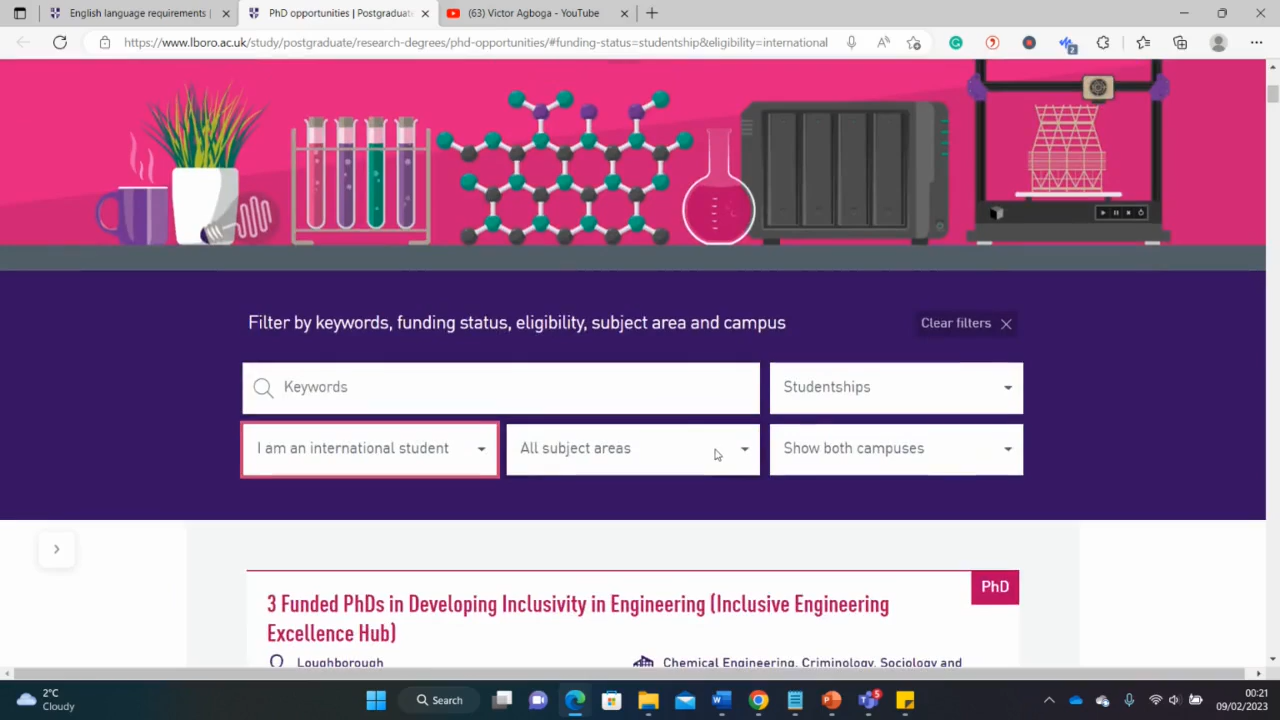 English language requirements |
PhD opportunities | Postgraduate
(63) Victor Agboga - YouTube
https://www.lboro.ac.uk/study/postgraduate/research-degrees/phd-opportunities/#funding-status=studentship&eligibility=international
2
Filter by keywords, funding status, eligibility, subject area and campus
Clear filters
Keywords
Studentships
I am an international student
All subject areas
Show both campuses
PhD
3 Funded PhDs in Developing Inclusivity in Engineering (Inclusive Engineering
Excellence Hub)
Loughborough
Chemical Engineering, Criminology, Sociology and
2°C
Cloudy
Search
5
00:21
09/02/2023